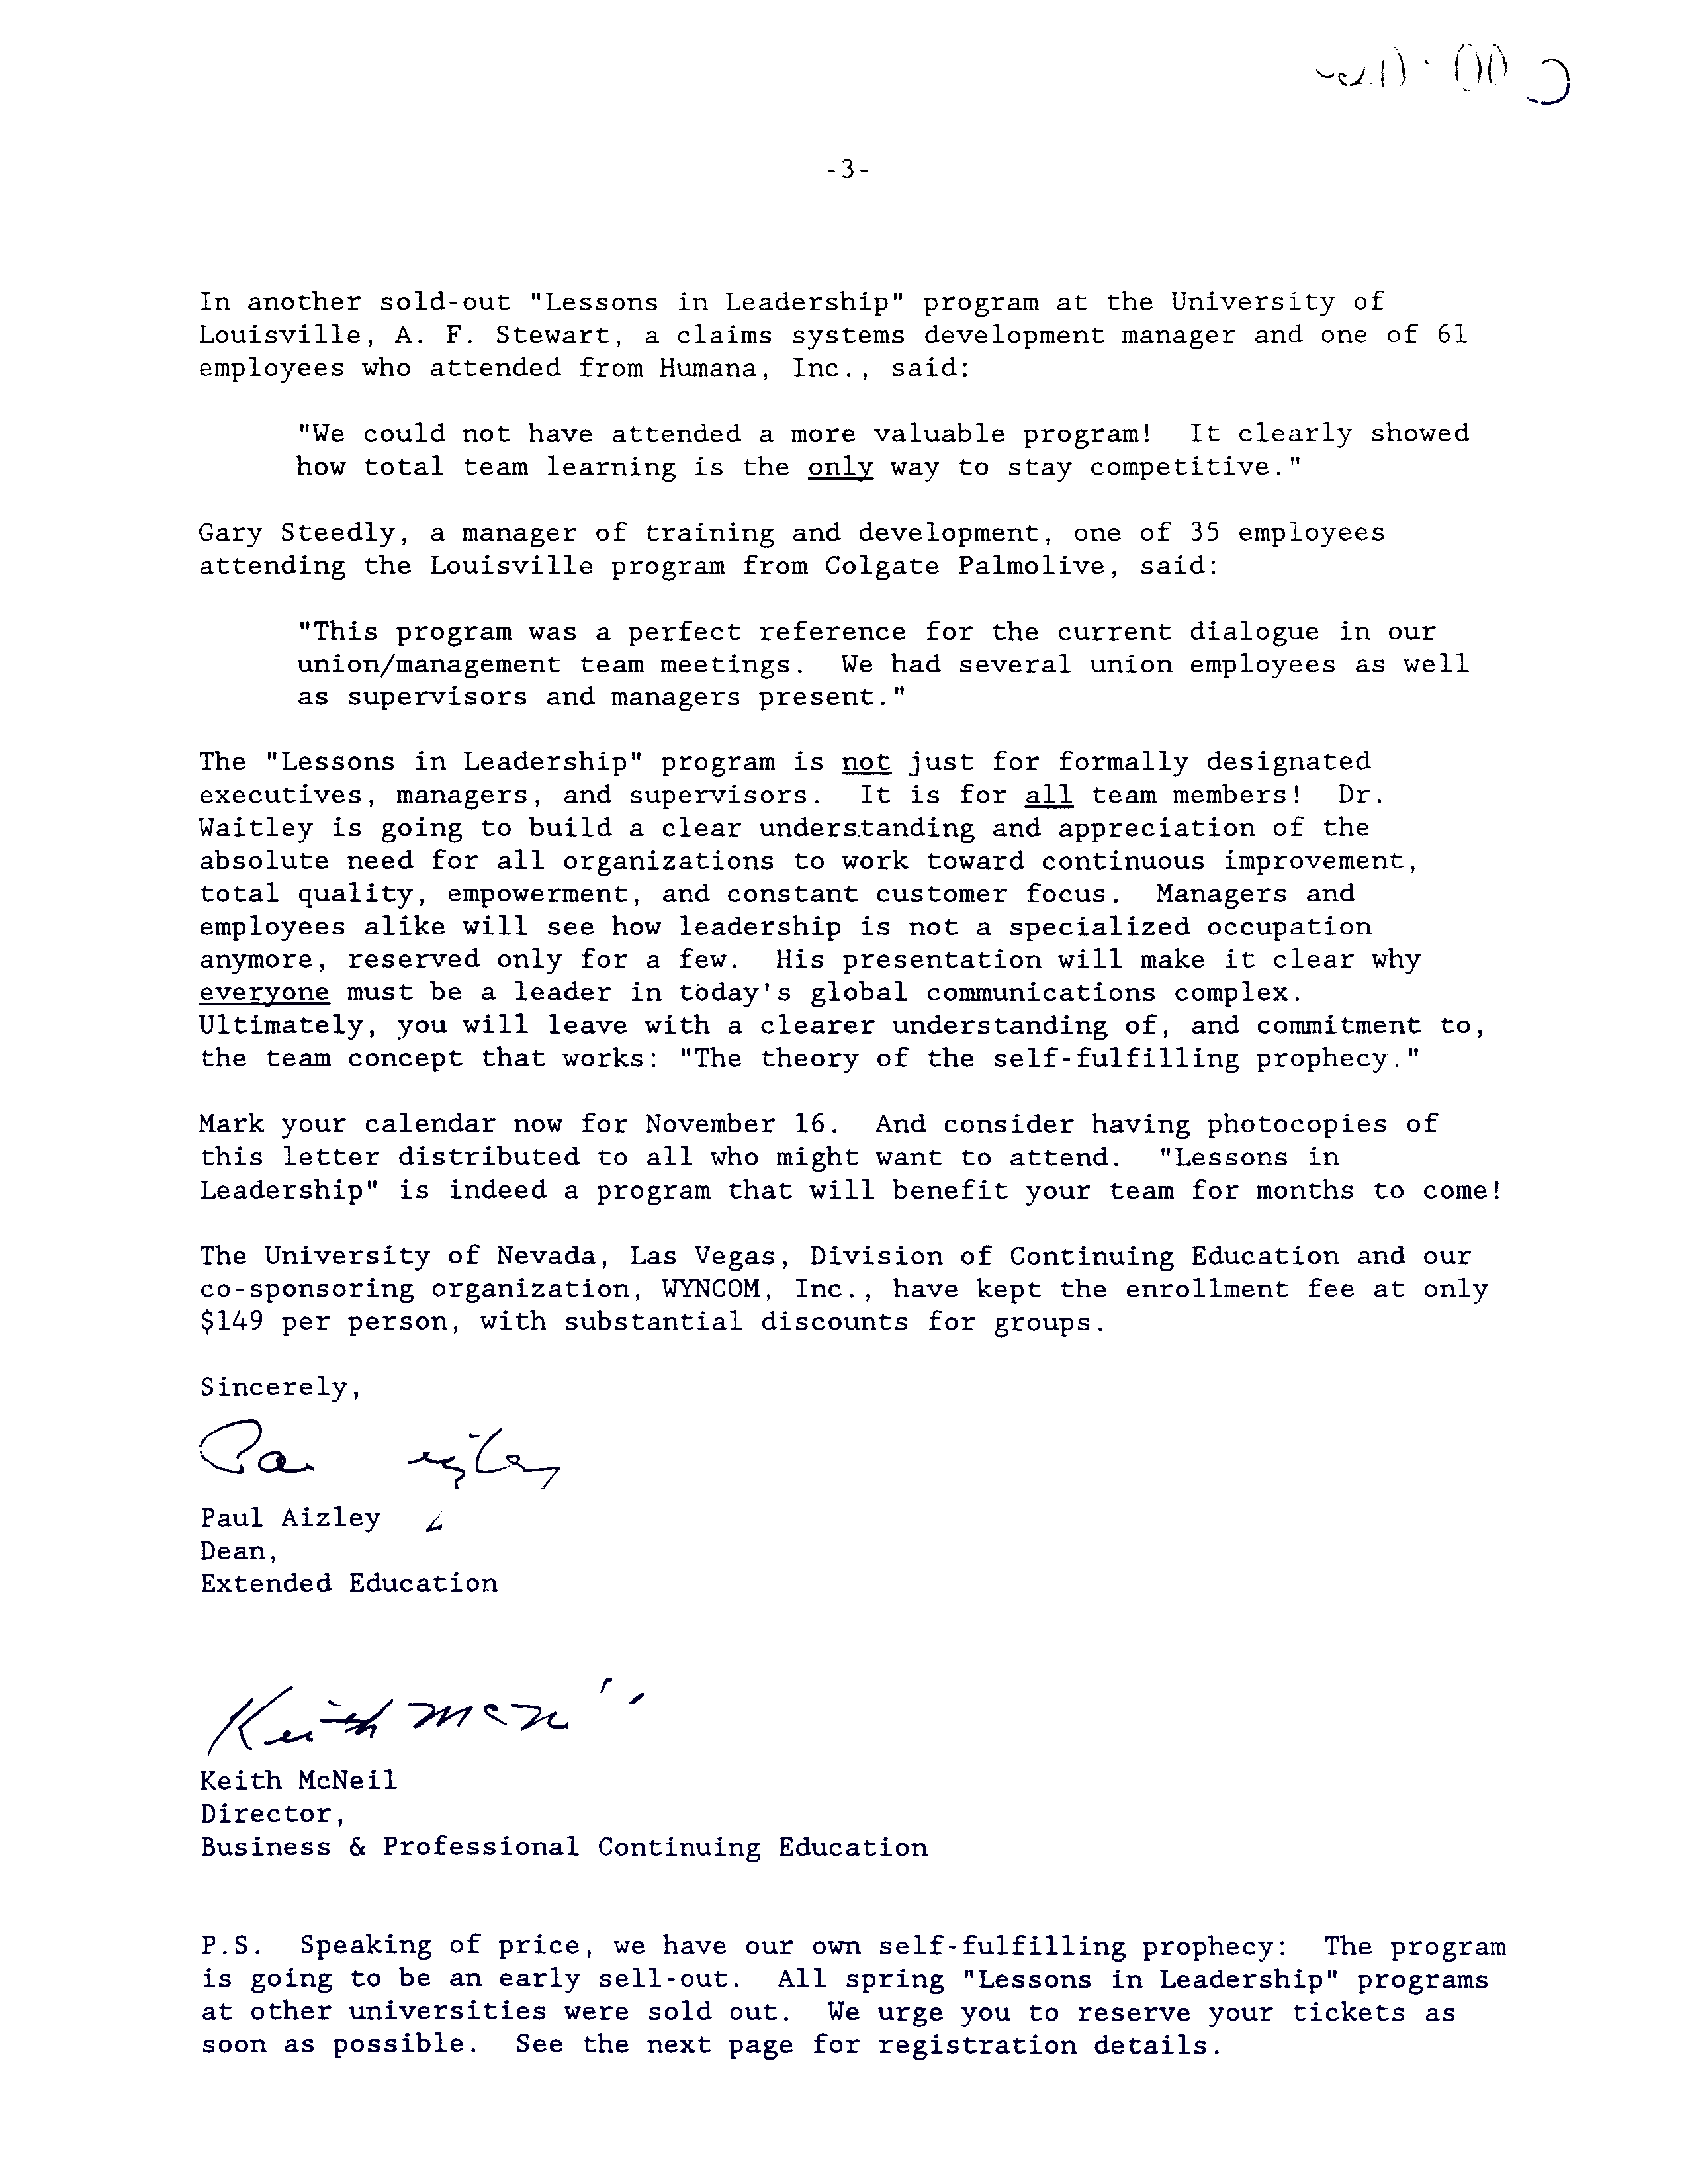 -3-
In another sold-out "Lessons in Leadership" program at the University of
Louisville, A. F. Stewart, a claims systems development manager and one of 61
employees who attended from Humana, Inc., said:
"We could not have attended a more valuable program!  It clearly showed
how total team learning is the only way to stay competitive."
Gary Steedly, a manager of training and development, one of 35 employees
attending the Louisville program from Colgate Palmolive, said:
"This program was a perfect reference for the current dialogue in our
union/management team meetings.  We had several union employees as well
as supervisors and managers present."
The "Lessons in Leadership" program is not just for formally designated
executives, managers, and supervisors.  It is for all team members!  Dr.
Waitley is going to build a clear understanding and appreciation of the
absolute need for all organizations to work toward continuous improvement,
total quality, empowerment, and constant customer focus.  Managers and
employees alike will see how leadership is not a specialized occupation
anymore, reserved only for a few.  His presentation will make it clear why
everyone must be a leader in today's global communications complex.
Ultimately, you will leave with a clearer understanding of, and commitment to,
the team concept that works: "The theory of the self-fulfilling prophecy."
Mark your calendar now for November 16.  And consider having photocopies of
this letter distributed to all who might want to attend.  "Lessons in
Leadership" is indeed a program that will benefit your team for months to come!
The University of Nevada, Las Vegas, Division of Continuing Education and our
co-sponsoring organization, WYNCOM, Inc., have kept the enrollment fee at only
$149 per person, with substantial discounts for groups.
Sincerely,
Paul Aizley
Dean,
Extended Education
Keith McNeil
Director,
Business & Professional Continuing Education
P.S.  Speaking of price, we have our own self-fulfilling prophecy:  The program
is going to be an early sell-out.  All spring "Lessons in Leadership" programs
at other universities were sold out.  We urge you to reserve your tickets as
soon as possible.  See the next page for registration details.